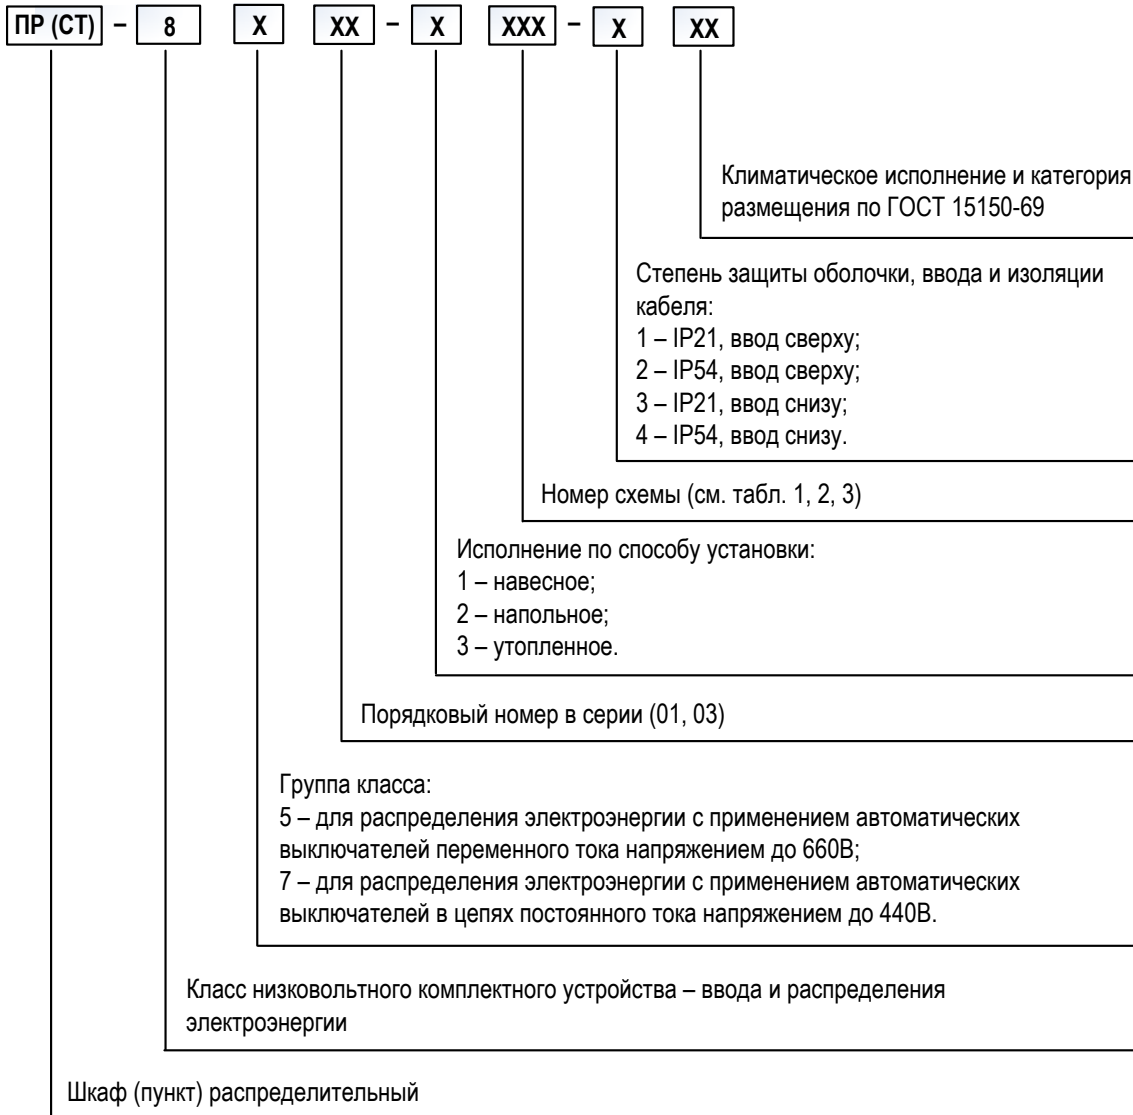 ПР (СТ) – 8 Х ХХ – Х ХХХ – Х ХХ
Климатическое исполнение и категория
размещения по ГОСТ 15150-69
Степень защиты оболочки, ввода и изоляции
кабеля:
1 – IP21, ввод сверху;
2 – IP54, ввод сверху;
3 – IP21, ввод снизу;
4 – IP54, ввод снизу.
Номер схемы (см. табл. 1, 2, 3)
Исполнение по способу установки:
1 – навесное;
2 – напольное;
3 – утопленное.
Порядковый номер в серии (01, 03)
Группа класса:
5 – для распределения электроэнергии с применением автоматических
выключателей переменного тока напряжением до 660В;
7 – для распределения электроэнергии с применением автоматических
выключателей в цепях постоянного тока напряжением до 440В.
Класс низковольтного комплектного устройства – ввода и распределения
электроэнергии
Шкаф (пункт) распределительный